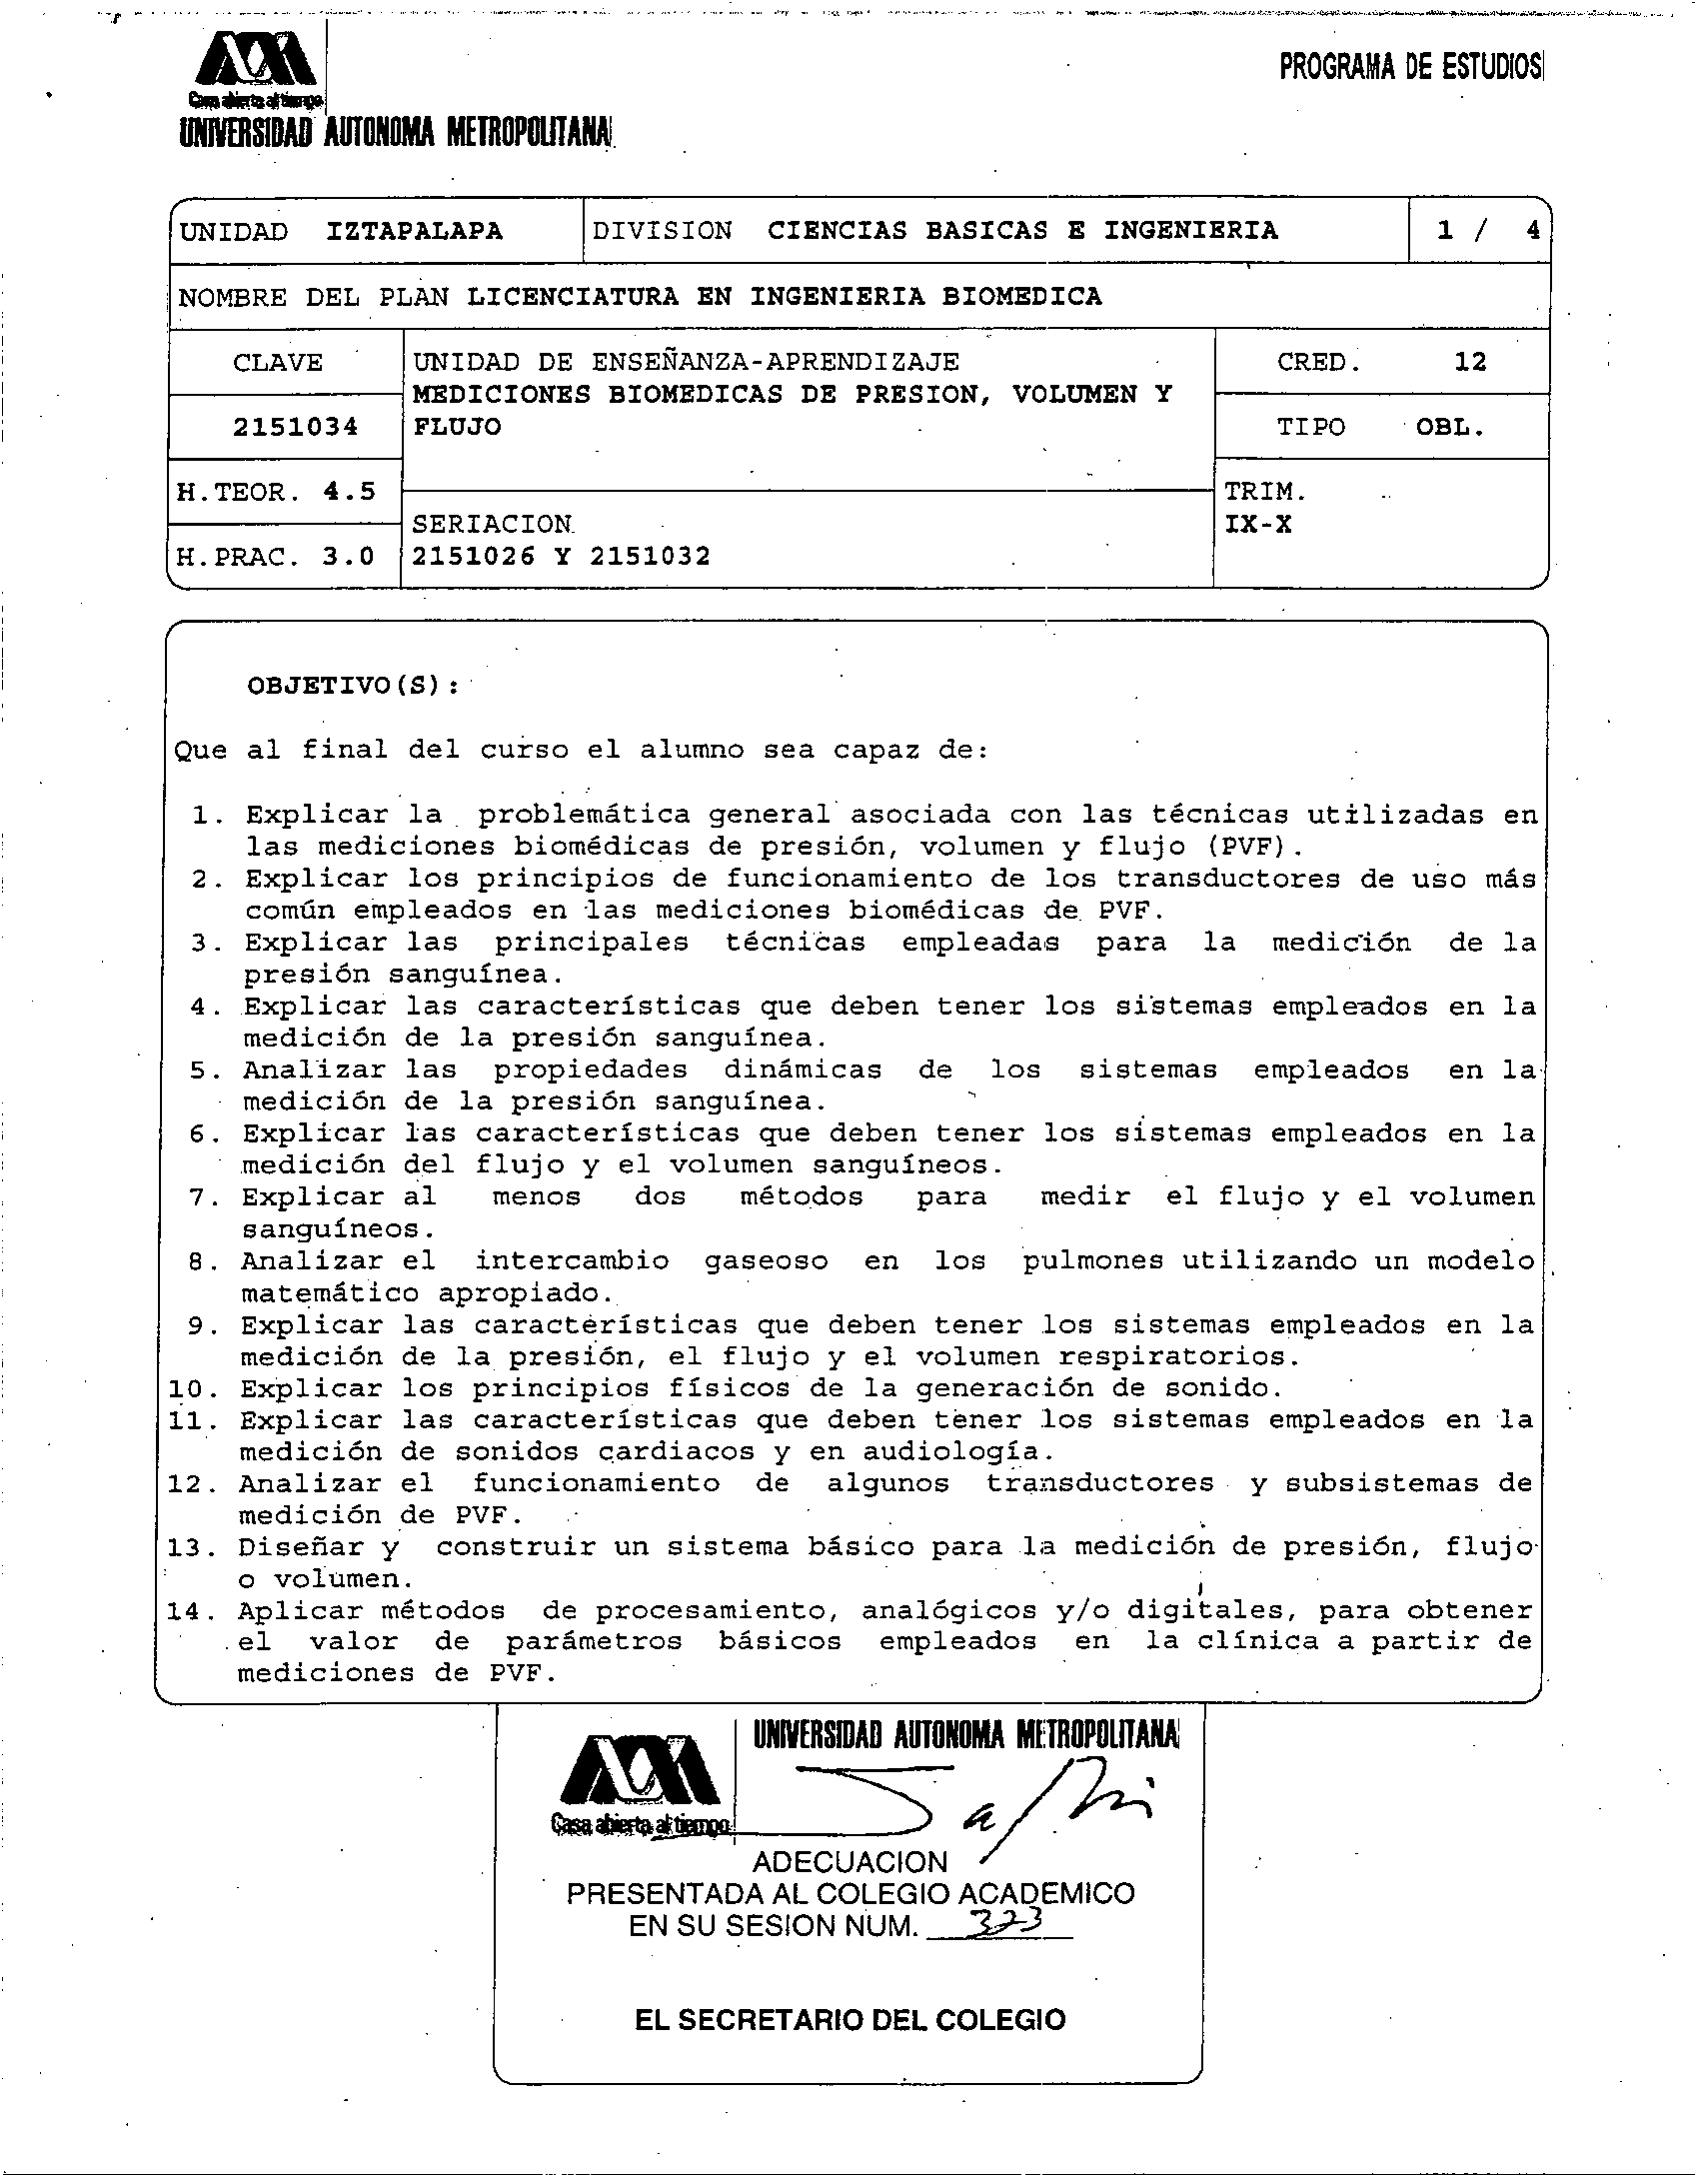 Casa abierta al tiempo
UNIVERSIDAD AUTONOMA METROPOLITANA
PROGRAMA DE ESTUDIOS
UNIDAD IZTAPALAPA DIVISION CIENCIAS BASICAS E INGENIERIA 1 / 4
NOMBRE DEL PLAN LICENCIATURA EN INGENIERIA BIOMEDICA
CLAVE UNIDAD DE ENSEÑANZA-APRENDIZAJE CRED. 12
MEDICIONES BIOMEDICAS DE PRESION, VOLUMEN Y
2151034 FLUJO TIPO OBL.
H.TEOR. 4.5 TRIM.
SERIACION IX-X
H.PRAC. 3.0 2151026 Y 2151032
OBJETIVO(S):
Que al final del curso el alumno sea capaz de:
1. Explicar la problemática general asociada con las técnicas utilizadas en
las mediciones biomédicas de presión, volumen y flujo (PVF).
2. Explicar los principios de funcionamiento de los transductores de uso más
común empleados en las mediciones biomédicas de PVF.
3. Explicar las principales técnicas empleadas para la medición de la
presión sanguínea.
4. Explicar las características que deben tener los sistemas empleados en la
medición de la presión sanguínea.
5. Analizar las propiedades dinámicas de los sistemas empleados en la
medición de la presión sanguínea.
6. Explicar las características que deben tener los sistemas empleados en la
medición del flujo y el volumen sanguíneos.
7. Explicar al menos dos métodos para medir el flujo y el volumen
sanguíneos.
8. Analizar el intercambio gaseoso en los pulmones utilizando un modelo
matemático apropiado.
9. Explicar las características que deben tener los sistemas empleados en la
medición de la presión, el flujo y el volumen respiratorios.
10. Explicar los principios físicos de la generación de sonido.
11. Explicar las características que deben tener los sistemas empleados en la
medición de sonidos cardiacos y en audiología.
12. Analizar el funcionamiento de algunos transductores y subsistemas de
medición de PVF.
13. Diseñar y construir un sistema básico para la medición de presión, flujo
o volumen.
14. Aplicar métodos de procesamiento, analógicos y/o digitales, para obtener
el valor de parámetros básicos empleados en la clínica a partir de
mediciones de PVF.
UNIVERSIDAD AUTONOMA METROPOLITANA
Casa abierta al tiempo
ADECUACION
PRESENTADA AL COLEGIO ACADEMICO
EN SU SESION NUM. 323
EL SECRETARIO DEL COLEGIO